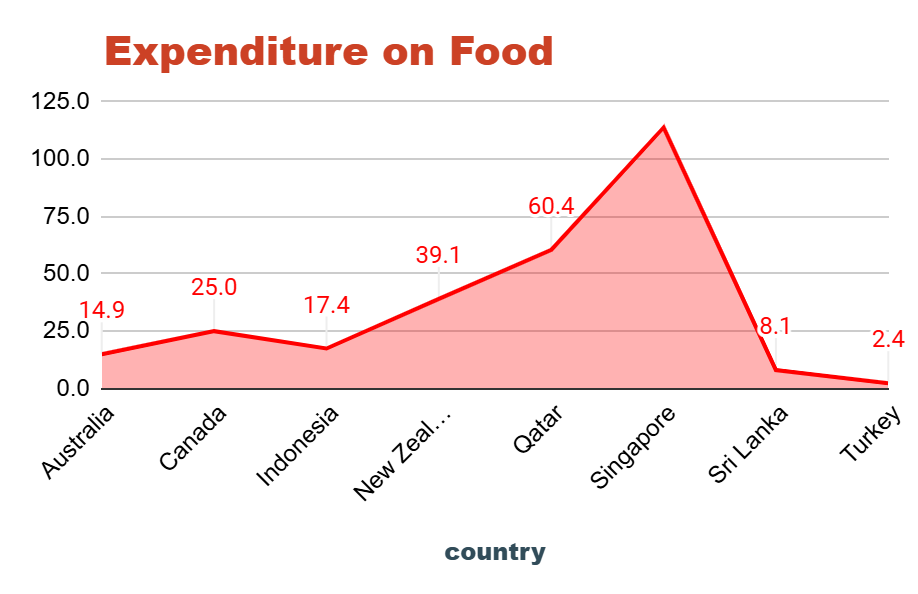 Expenditure on Food
125.0
100.0
75.0
50.0
25.0
0.0
14.9
25.0
17.4
39.1
60.4
8.1
2.4
Australia
Canada
Indonesia
New Zeal...
Qatar
Singapore
Sri Lanka
Turkey
country